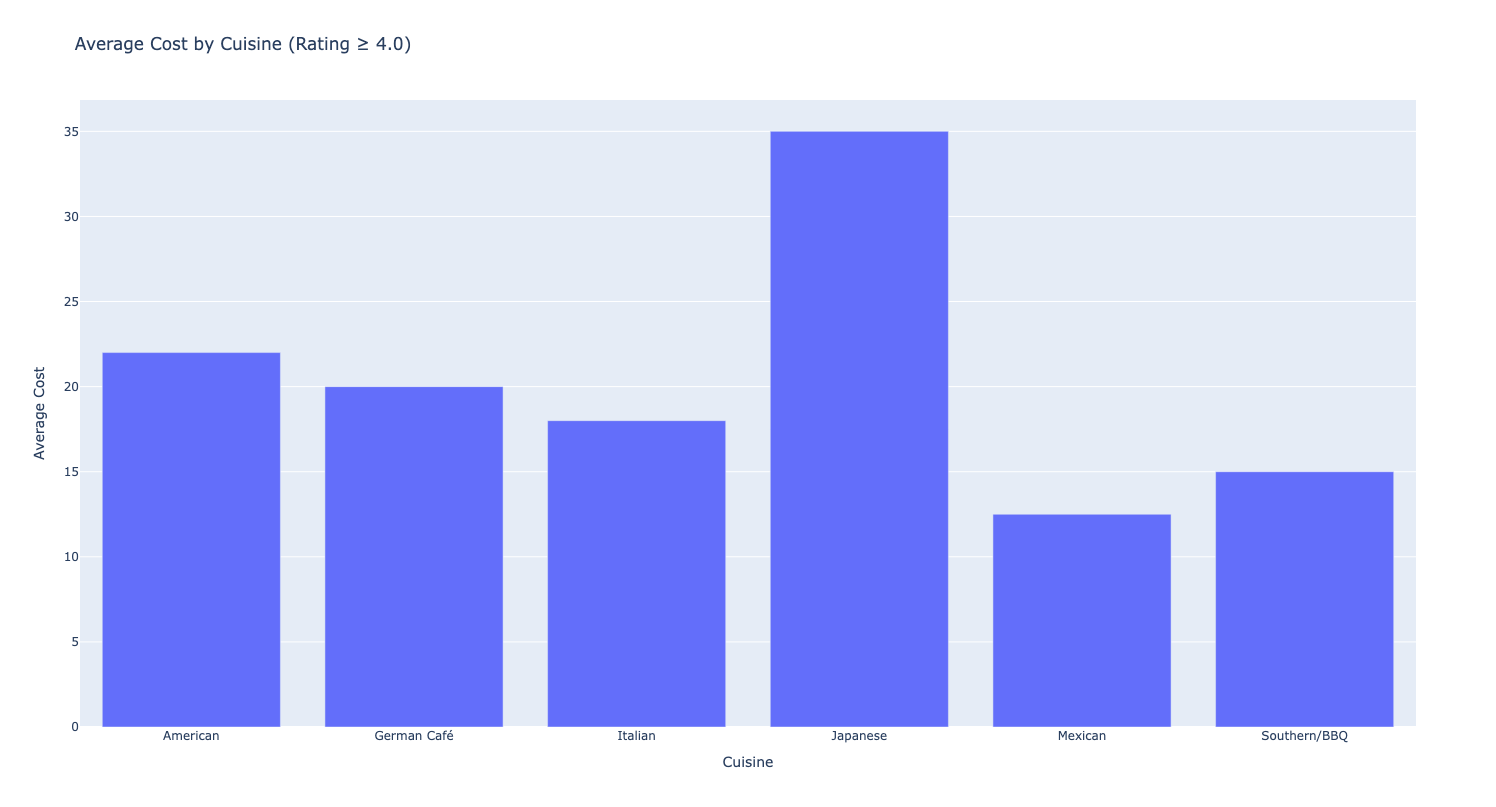 Average Cost by Cuisine (Rating ≥ 4.0)
35
30
25
20
15
10
5
0
Average Cost
American
German Café
Italian
Japanese
Mexican
Southern/BBQ
Cuisine